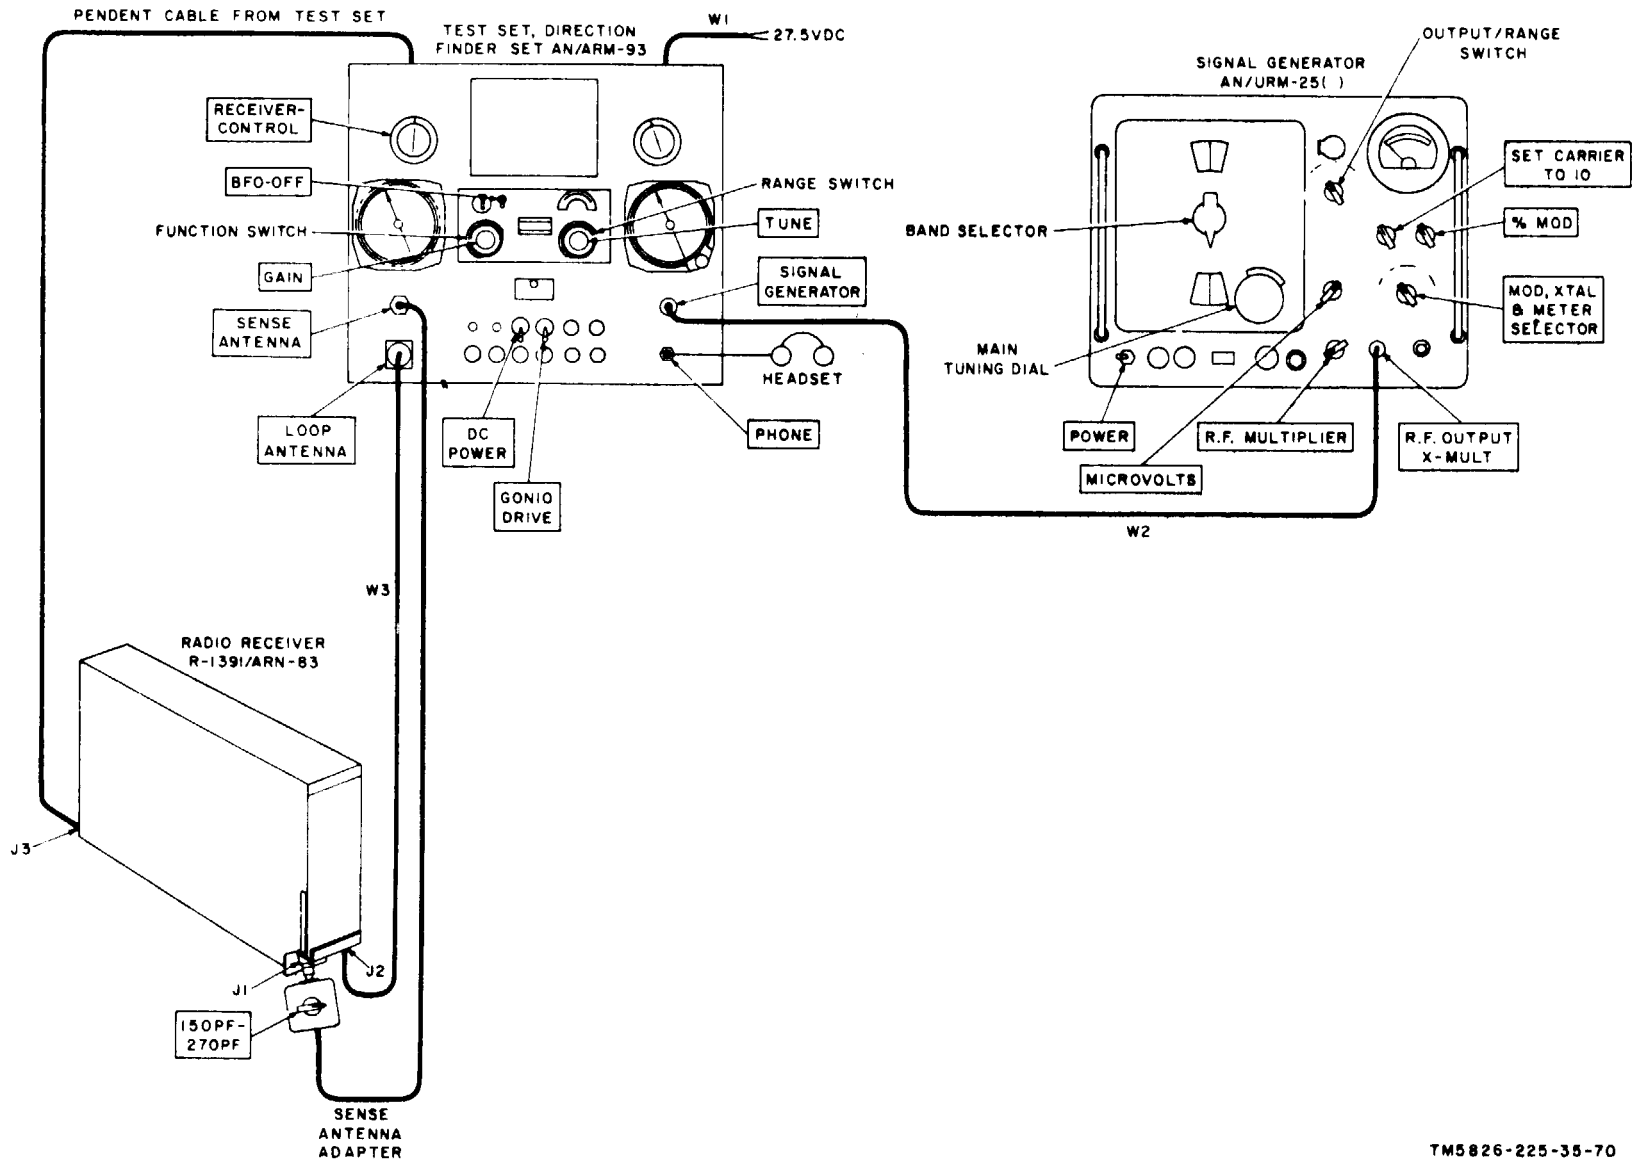 PENDENT CABLE FROM TEST SET
TEST SET, DIRECTION
FINDER SET AN/ARM-93
W1
27.5VDC
OUTPUT/RANGE
SWITCH
SIGNAL GENERATOR
AN/URM-25( )
RECEIVER-
CONTROL
BFO-OFF
FUNCTION SWITCH
GAIN
SENSE
ANTENNA
LOOP
ANTENNA
DC
POWER
GONIO
DRIVE
RANGE SWITCH
TUNE
SIGNAL
GENERATOR
HEADSET
PHONE
BAND SELECTOR
MAIN
TUNING DIAL
SET CARRIER
TO 10
% MOD
MOD, XTAL
& METER
SELECTOR
POWER
MICROVOLTS
R.F. MULTIPLIER
R.F. OUTPUT
X-MULT
W2
W3
RADIO RECEIVER
R-1391/ARN-83
J3
J1
J2
150PF-
270PF
SENSE
ANTENNA
ADAPTER
TM5826-225-35-70